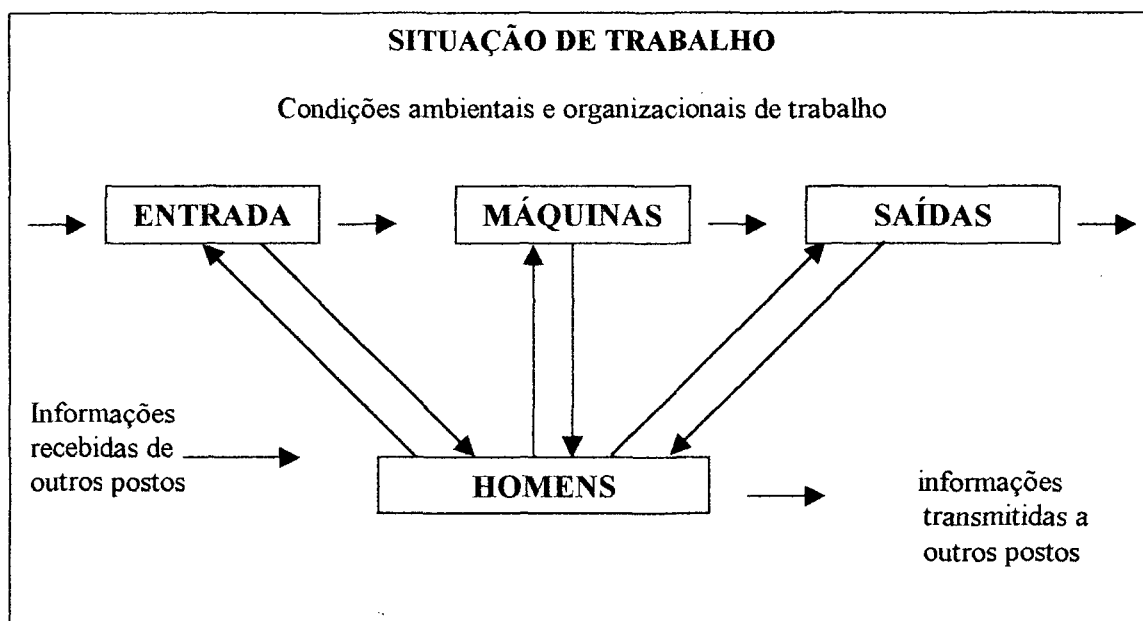 SITUAÇÃO DE TRABALHO
Condições ambientais e organizacionais de trabalho
ENTRADA
MÁQUINAS
SAÍDAS
Informações
recebidas de
outros postos
HOMENS
informações
transmitidas a
outros postos